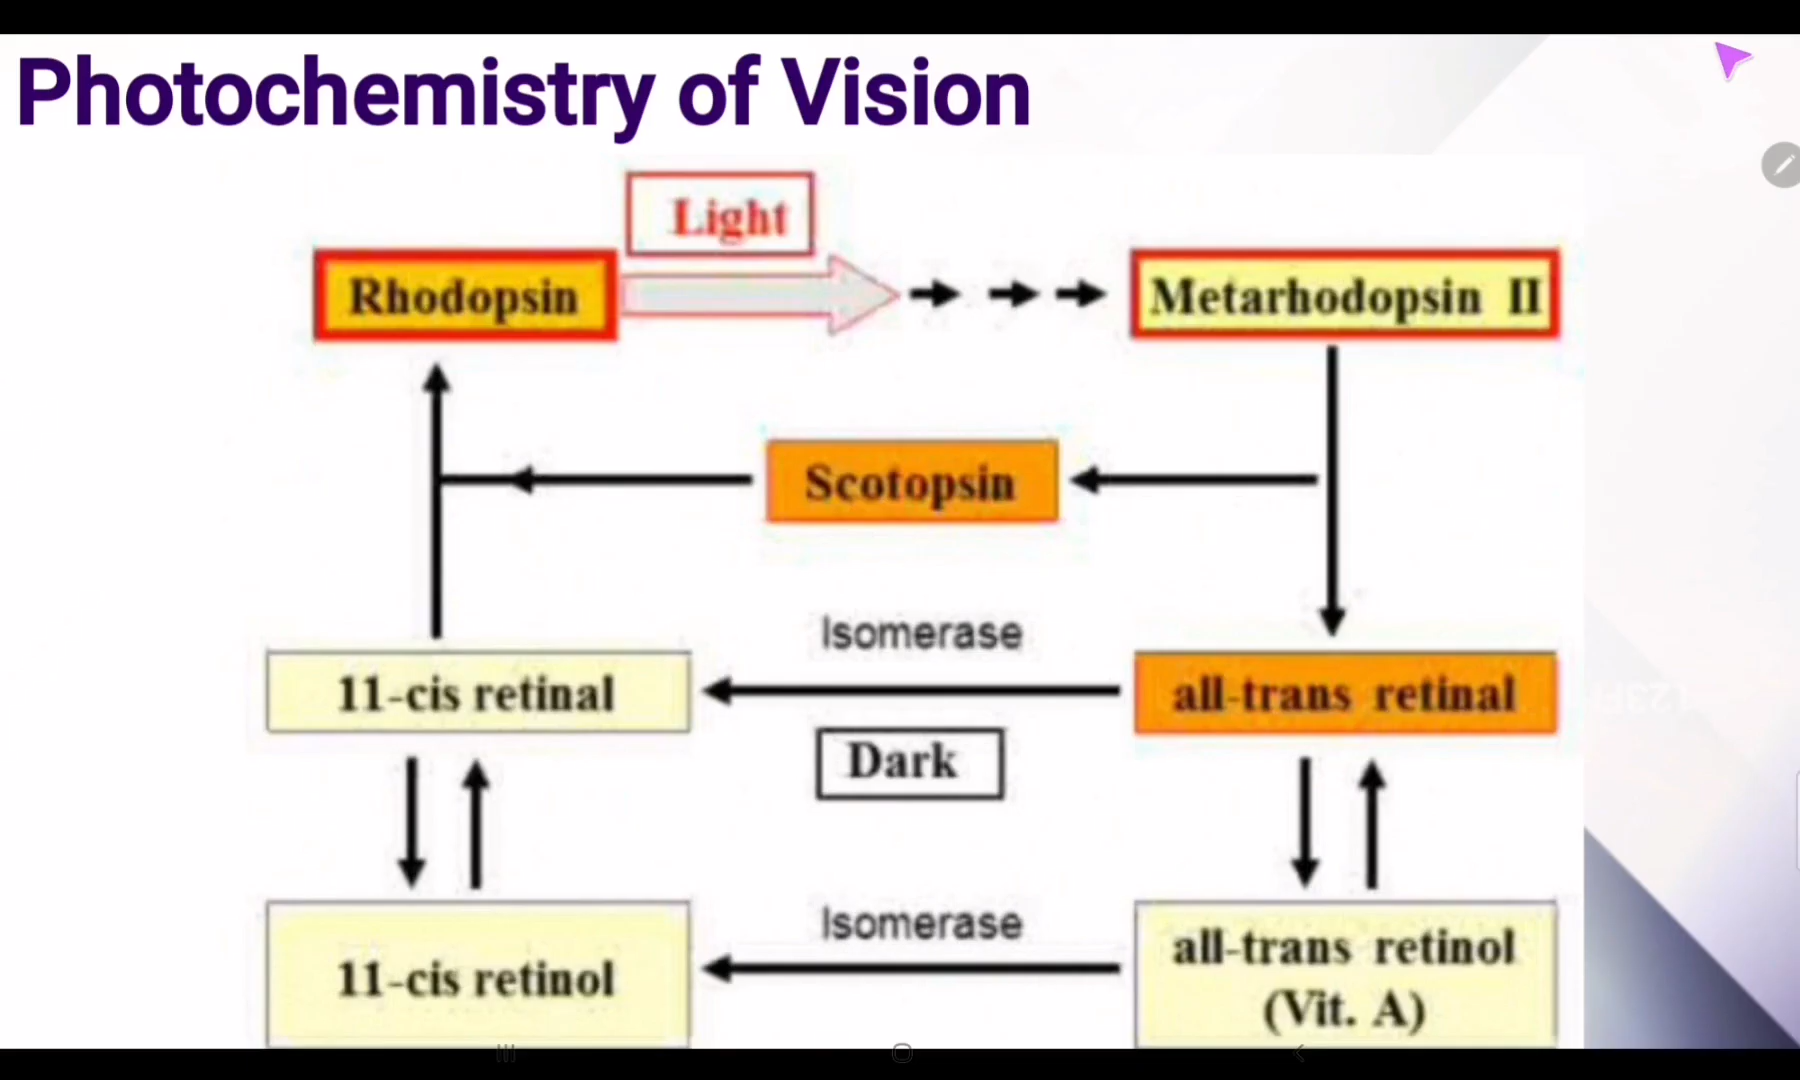 Photochemistry of Vision
Light
Rhodopsin
Metarhodopsin II
Scotopsin
Isomerase
11-cis retinal
all-trans retinal
Dark
Isomerase
11-cis retinol
all-trans retinol
(Vit. A)